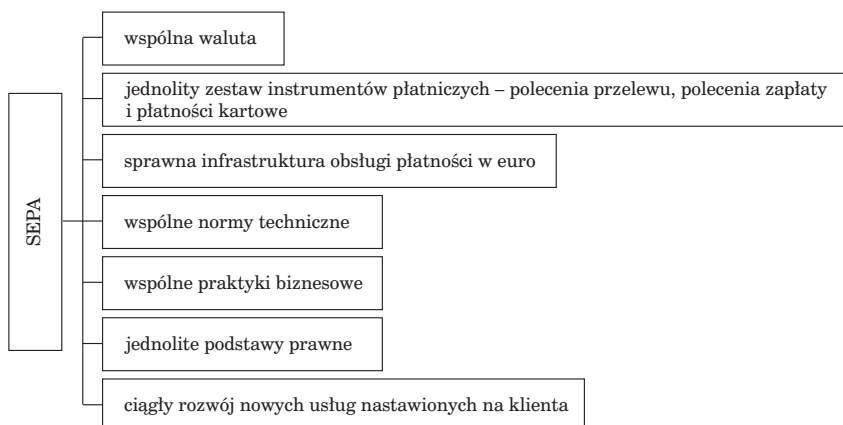 SEPA
wspólna waluta
jednolity zestaw instrumentów płatniczych – polecenia przelewu, polecenia zapłaty
i płatności kartowe
sprawna infrastruktura obsługi płatności w euro
wspólne normy techniczne
wspólne praktyki biznesowe
jednolite podstawy prawne
ciągły rozwój nowych usług nastawionych na klienta